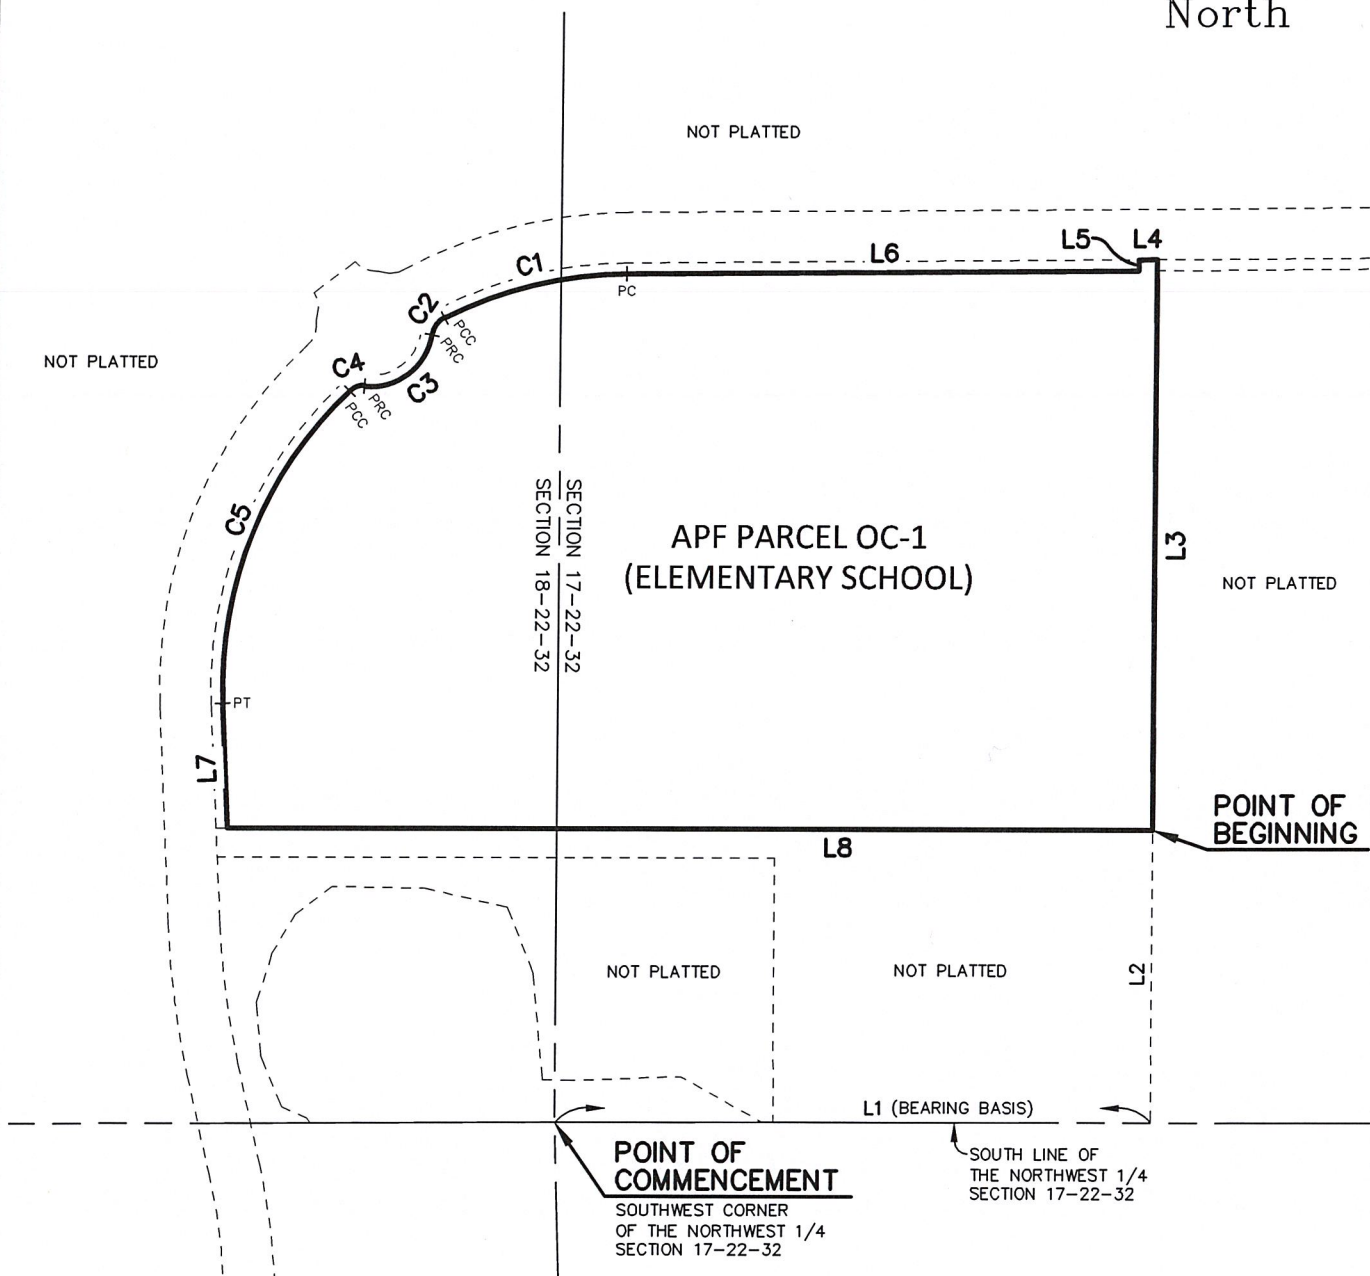 North
NOT PLATTED
L5
L4
L6
C1
PC
C2
PCC
PRC
NOT PLATTED
C4
C3
PRC
PCC
SECTION 17-22-32
SECTION 18-22-32
C5
APF PARCEL OC-1
(ELEMENTARY SCHOOL)
L3
NOT PLATTED
PT
L7
POINT OF
BEGINNING
L8
NOT PLATTED
NOT PLATTED
L2
L1 (BEARING BASIS)
POINT OF
COMMENCEMENT
SOUTHWEST CORNER
OF THE NORTHWEST 1/4
SECTION 17-22-32
SOUTH LINE OF
THE NORTHWEST 1/4
SECTION 17-22-32